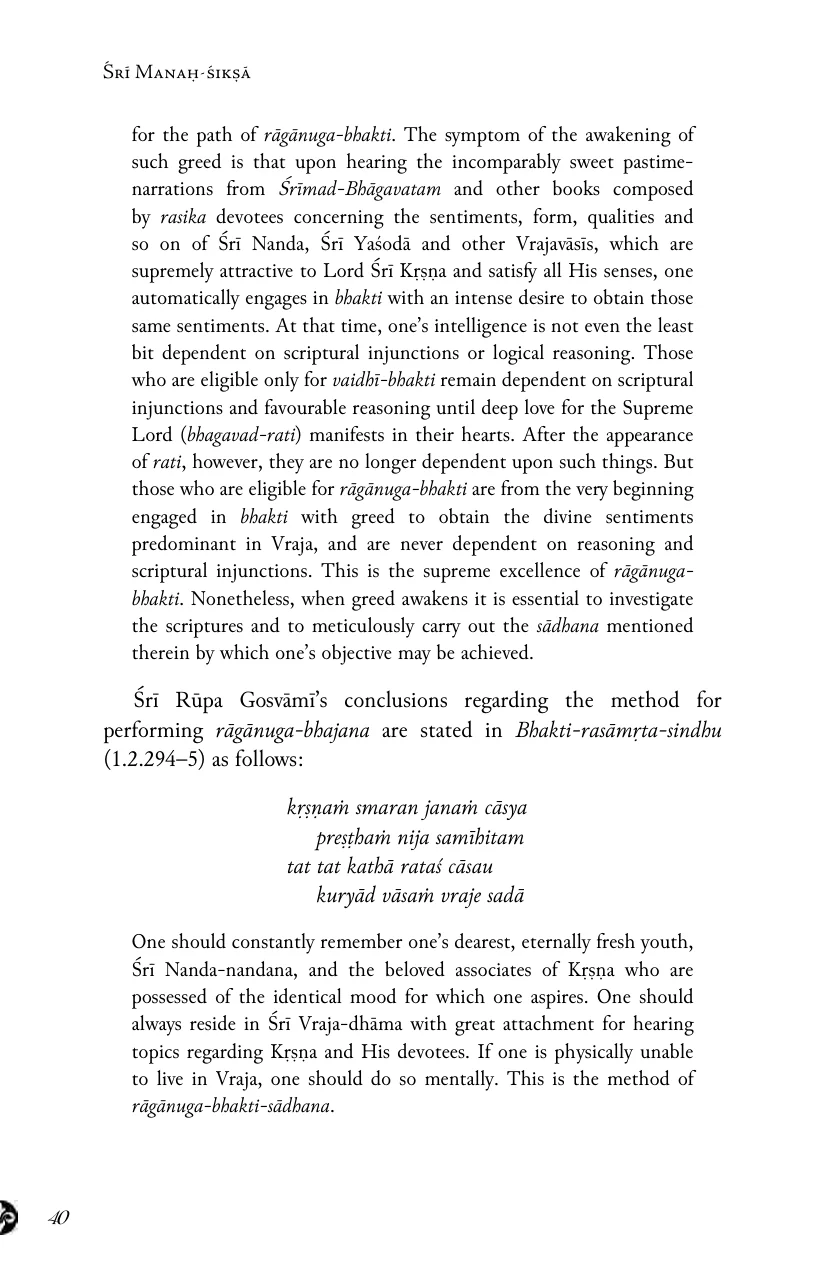 Śrī Manaḥ-śikṣā
for the path of rāgānuga-bhakti. The symptom of the awakening of
such greed is that upon hearing the incomparably sweet pastime-
narrations from Śrīmad-Bhāgavatam and other books composed
by rasika devotees concerning the sentiments, form, qualities and
so on of Śrī Nanda, Śrī Yaśodā and other Vrajavāsīs, which are
supremely attractive to Lord Śrī Kṛṣṇa and satisfy all His senses, one
automatically engages in bhakti with an intense desire to obtain those
same sentiments. At that time, one’s intelligence is not even the least
bit dependent on scriptural injunctions or logical reasoning. Those
who are eligible only for vaidhī-bhakti remain dependent on scriptural
injunctions and favourable reasoning until deep love for the Supreme
Lord (bhagavad-rati) manifests in their hearts. After the appearance
of rati, however, they are no longer dependent upon such things. But
those who are eligible for rāgānuga-bhakti are from the very beginning
engaged in bhakti with greed to obtain the divine sentiments
predominant in Vraja, and are never dependent on reasoning and
scriptural injunctions. This is the supreme excellence of rāgānuga-
bhakti. Nonetheless, when greed awakens it is essential to investigate
the scriptures and to meticulously carry out the sādhana mentioned
therein by which one’s objective may be achieved.
Śrī Rūpa Gosvāmī’s conclusions regarding the method for
performing rāgānuga-bhajana are stated in Bhakti-rasāmṛta-sindhu
(1.2.294–5) as follows:
kṛṣṇaṁ smaran janaṁ cāsya
preṣṭhaṁ nija samīhitam
tat tat kathā rataś cāsau
kuryād vāsaṁ vraje sadā
One should constantly remember one’s dearest, eternally fresh youth,
Śrī Nanda-nandana, and the beloved associates of Kṛṣṇa who are
possessed of the identical mood for which one aspires. One should
always reside in Śrī Vraja-dhāma with great attachment for hearing
topics regarding Kṛṣṇa and His devotees. If one is physically unable
to live in Vraja, one should do so mentally. This is the method of
rāgānuga-bhakti-sādhana.
40